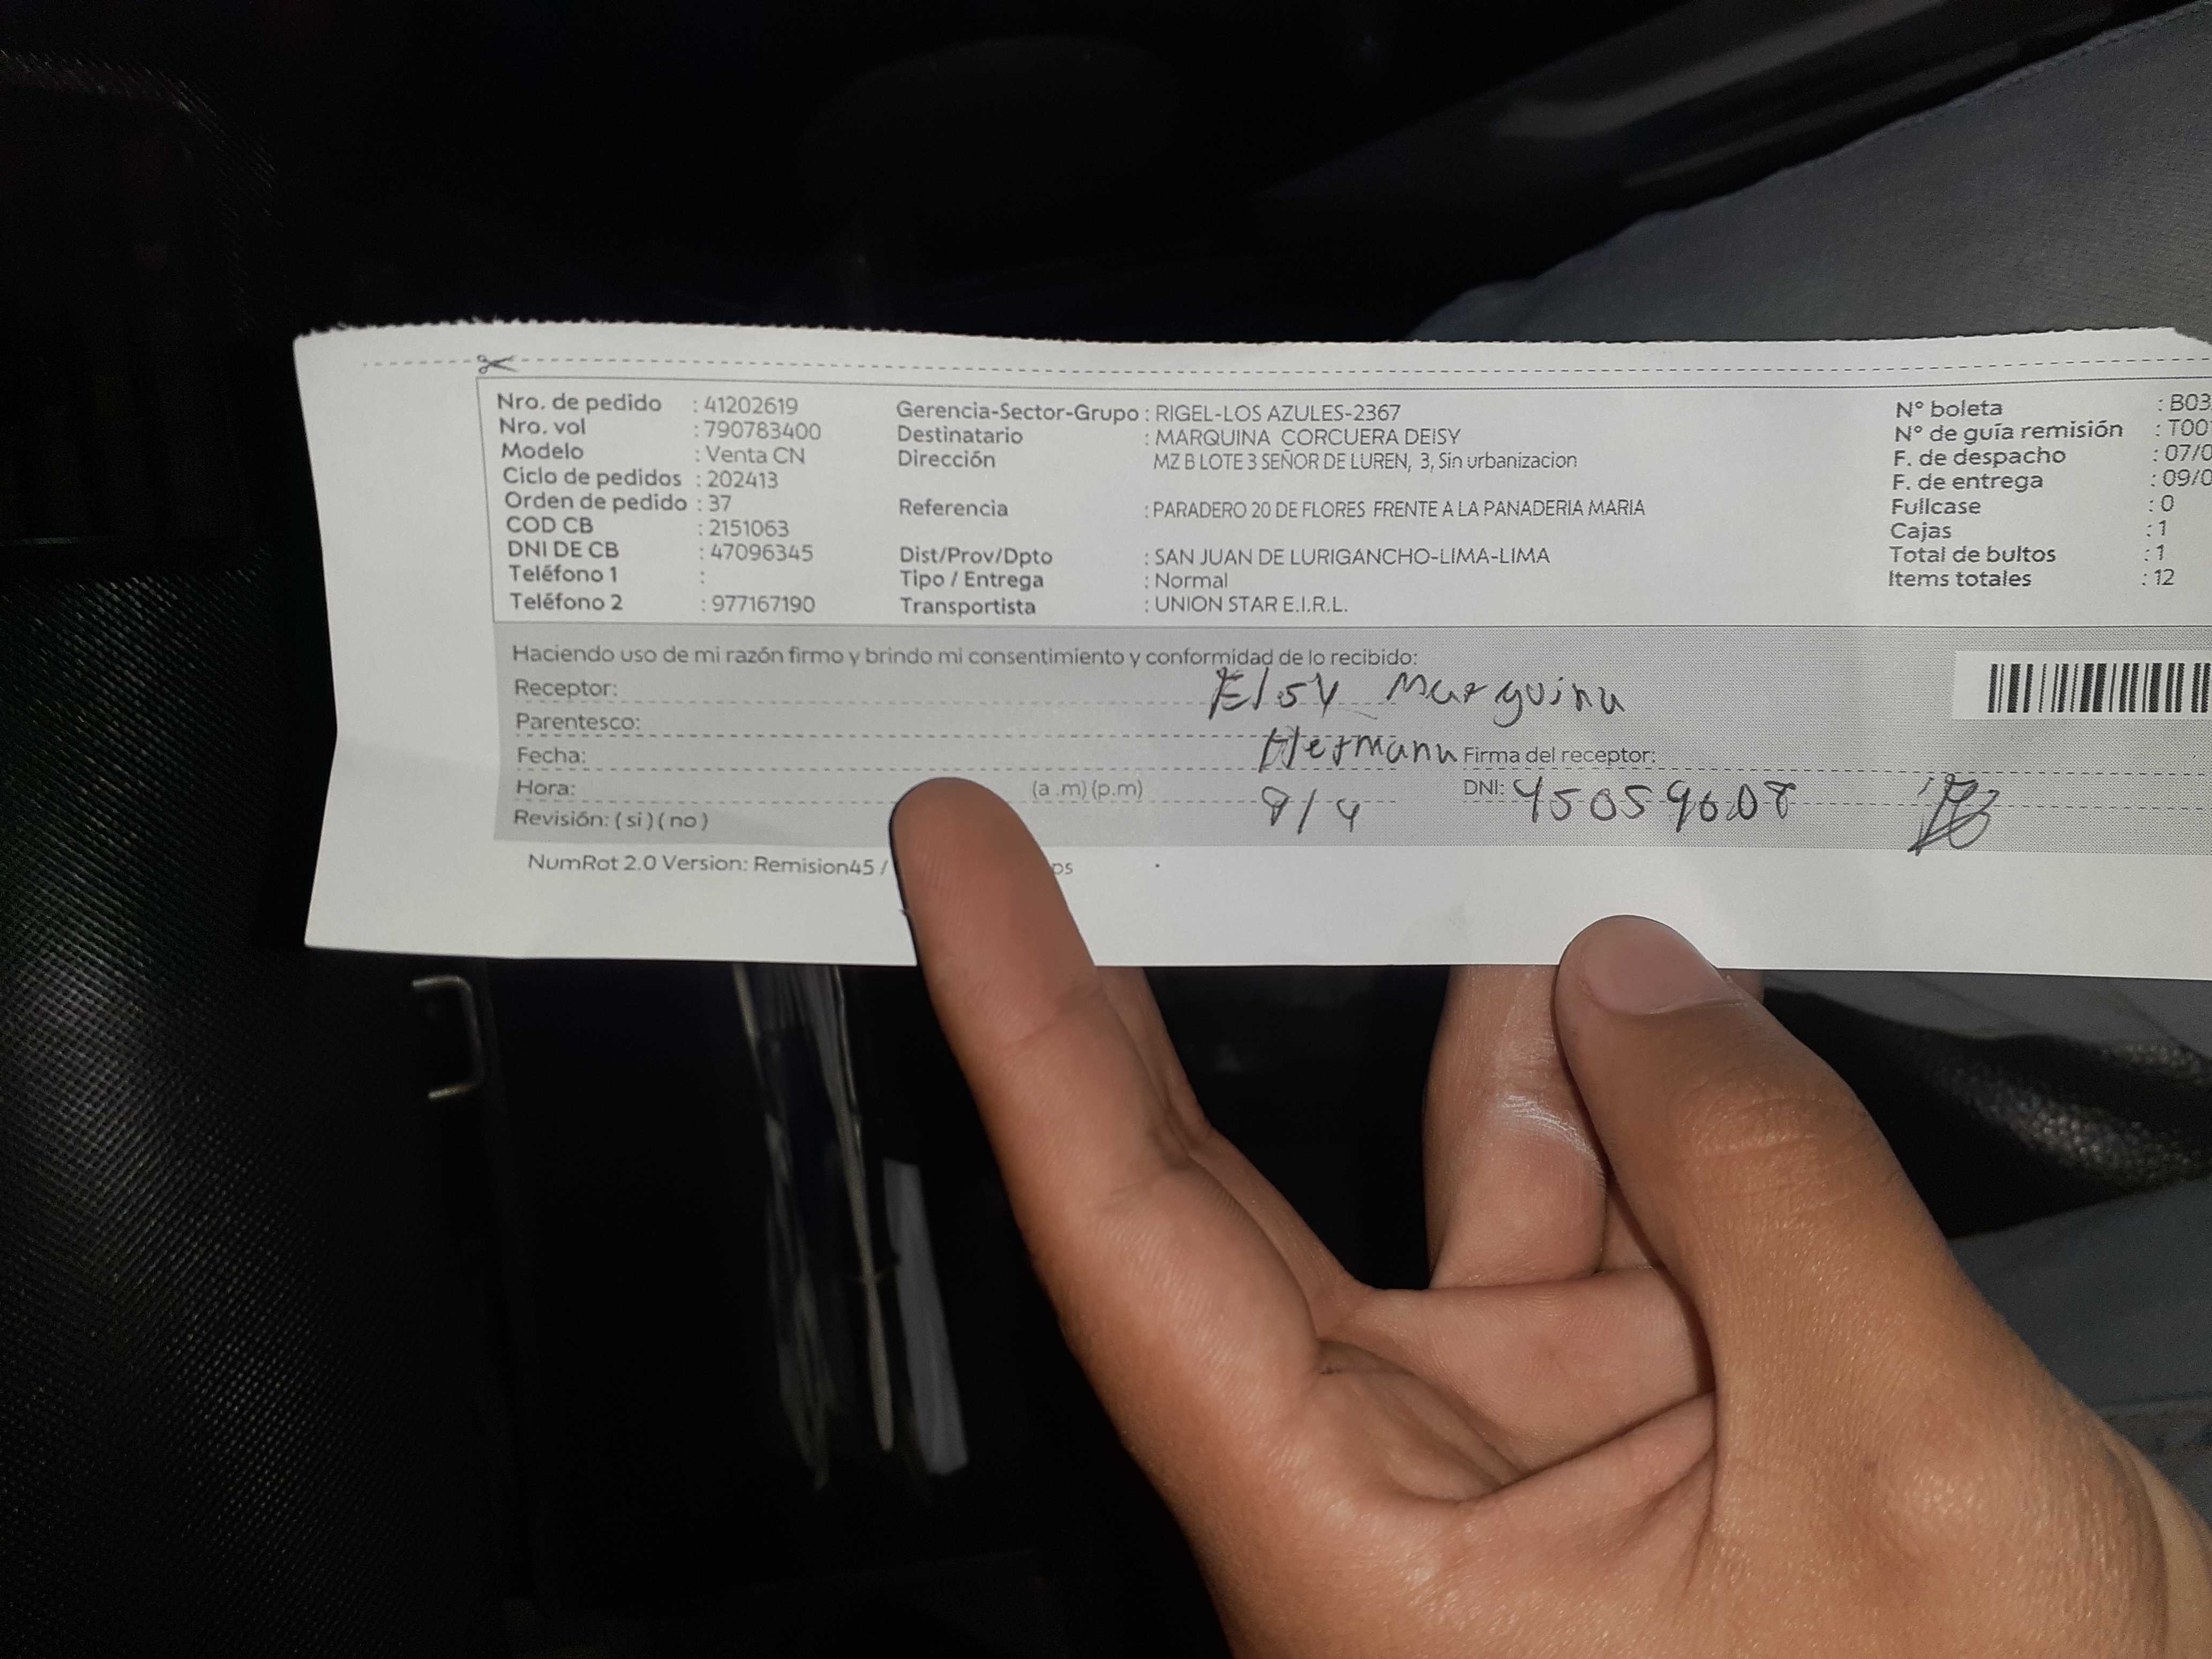 Nro. de pedido : 41202619
Nro. vol : 790783400
Modelo : Venta CN
Ciclo de pedidos : 202413
Orden de pedido : 37
COD CB : 2151063
DNI DE CB : 47096345
Teléfono 1 :
Teléfono 2 : 977167190
Gerencia-Sector-Grupo : RIGEL-LOS AZULES-2367
Destinatario : MARQUINA CORCUERA DEISY
Dirección MZ B LOTE 3 SEÑOR DE LUREN, 3, Sin urbanizacion
Referencia : PARADERO 20 DE FLORES FRENTE A LA PANADERIA MARIA
Dist/Prov/Dpto : SAN JUAN DE LURIGANCHO-LIMA-LIMA
Tipo / Entrega : Normal
Transportista : UNION STAR E.I.R.L.
N° boleta : B03
N° de guía remisión : T00
F. de despacho : 07/0
F. de entrega : 09/0
Fullcase : 0
Cajas : 1
Total de bultos : 1
Items totales : 12
Haciendo uso de mi razón firmo y brindo mi consentimiento y conformidad de lo recibido:
Receptor: Elsy Marquina
Parentesco: Hermana
Fecha: Firma del receptor:
Hora: (a .m) (p.m) DNI: 45059608
Revisión: ( si ) ( no )
NumRot 2.0 Version: Remision45 /